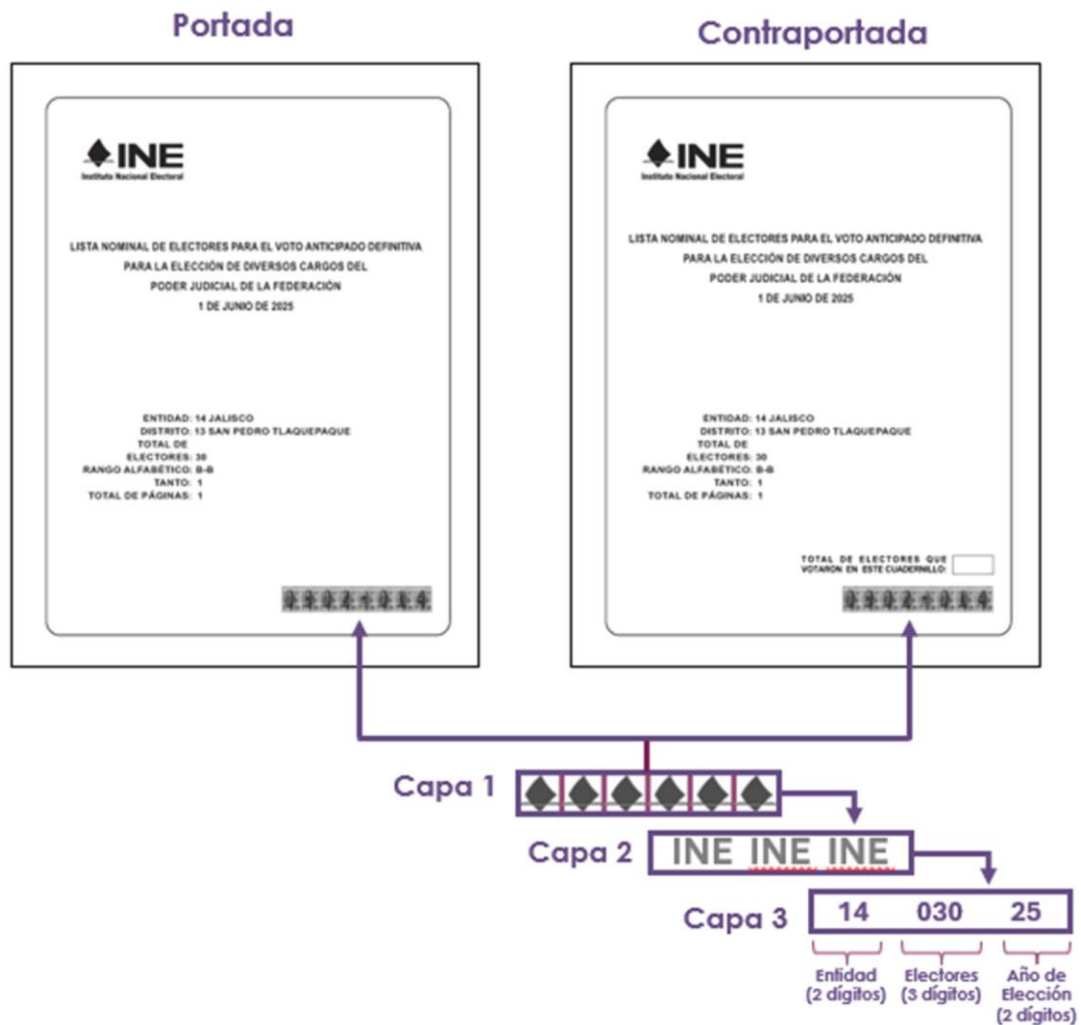 Portada
INE
Instituto Nacional Electoral
LISTA NOMINAL DE ELECTORES PARA EL VOTO ANTICIPADO DEFINITIVA
PARA LA ELECCIÓN DE DIVERSOS CARGOS DEL
PODER JUDICIAL DE LA FEDERACIÓN
1 DE JUNIO DE 2025
ENTIDAD: 14 JALISCO
DISTRITO: 13 SAN PEDRO TLAQUEPAQUE
TOTAL DE
ELECTORES: 30
RANGO ALFABÉTICO: B-B
TANTO: 1
TOTAL DE PÁGINAS: 1
Contraportada
INE
Instituto Nacional Electoral
LISTA NOMINAL DE ELECTORES PARA EL VOTO ANTICIPADO DEFINITIVA
PARA LA ELECCIÓN DE DIVERSOS CARGOS DEL
PODER JUDICIAL DE LA FEDERACIÓN
1 DE JUNIO DE 2025
ENTIDAD: 14 JALISCO
DISTRITO: 13 SAN PEDRO TLAQUEPAQUE
TOTAL DE
ELECTORES: 30
RANGO ALFABÉTICO: B-B
TANTO: 1
TOTAL DE PÁGINAS: 1
TOTAL DE ELECTORES QUE
VOTARON EN ESTE CUADERNILLO:
Capa 1
Capa 2 INE INE INE
Capa 3 14 030 25
Entidad
(2 dígitos)
Electores
(3 dígitos)
Año de
Elección
(2 dígitos)